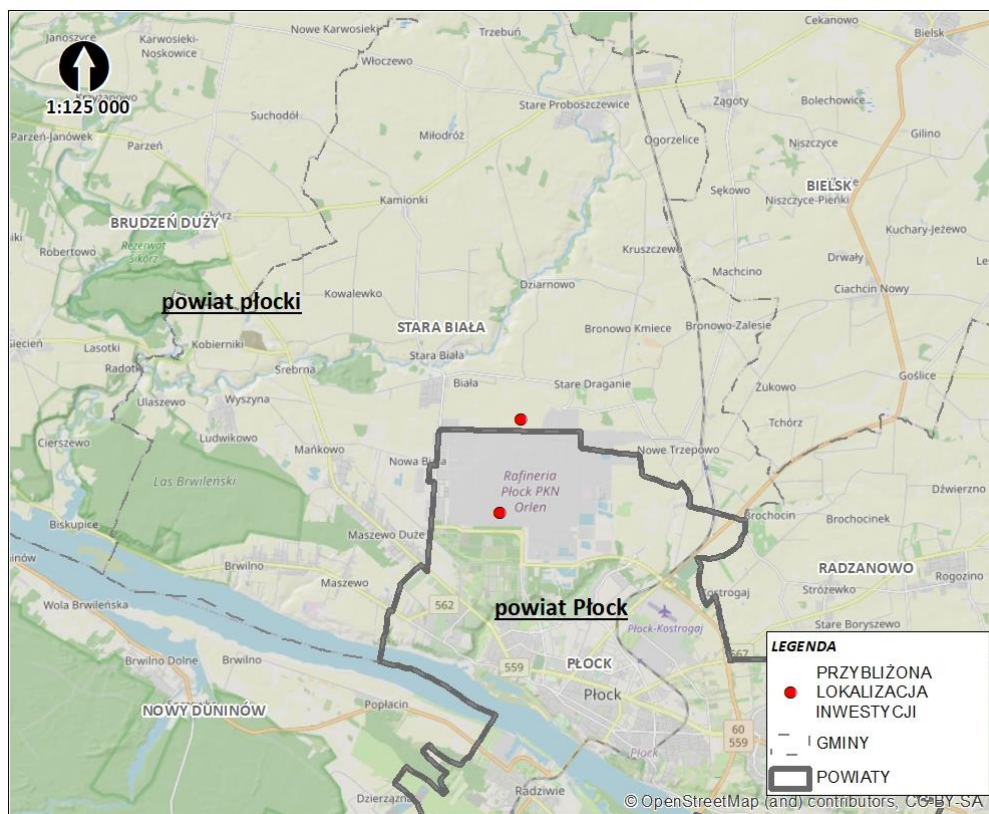 Nowe Karwosieki
Trzebuń
Cekanowo
Janoszyce
Karwosieki-
Noskowice
Bielsk
Włoczewo
1:125 000
Stare Proboszczewice
Zągoty
Bolechowice
Suchodół
Parzeń-Janówek
Parzeń
Miłodróż
Ogorzelice
Niszczyce
Gilino
Sękowo
BIELSK
Niszczyce-Pieńki
Kamionki
BRUDZEŃ DUŻY
Rezerwat
Sikórz
Robertowo
Kruszczewo
Kuchary-Jeżewo
Drwały
Machcino
Dziarnowo
Ciachcin Nowy
powiat płocki
Kowalewko
STARA BIAŁA
Bronowo Kmiece
Bronowo-Zalesie
Lasotki
Kobierniki
Stara Biała
Srebrna
Goślice
Biała
Stare Draganie
Żukowo
Ulaszewo
Wyszyna
Tchórz
Cierszewo
Ludwikowo
Mańkowo
Nowe Trzepowo
Las Brwileński
Rafineria
Płock PKN
Orlen
Dźwierzno
Brochocin
Brochocinek
Biskupice
Maszewo Duże
Brwilno
RADZANOWO
Rogozino
Maszewo
Stróżewko
Wola Brwileńska
562
powiat Płock
Płock-Kostrogaj
Stare Boryszewo
567
Brwilno Dolne
Brwilno
559
PŁOCK
Płock
NOWY DUNINÓW
Popłacin
60
559
Płock
Dzierzązna
Radziwie
LEGENDA
PRZYBLIŻONA
LOKALIZACJA
INWESTYCJI
GMINY
POWIATY
© OpenStreetMap (and) contributors, CC-BY-SA